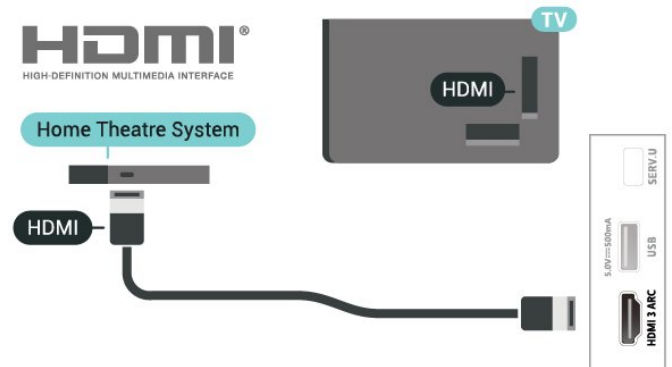 HDMI®
HIGH-DEFINITION MULTIMEDIA INTERFACE
TV
HDMI
Home Theatre System
HDMI
SERV.U
5.0V⎓500mA
USB
HDMI 3 ARC